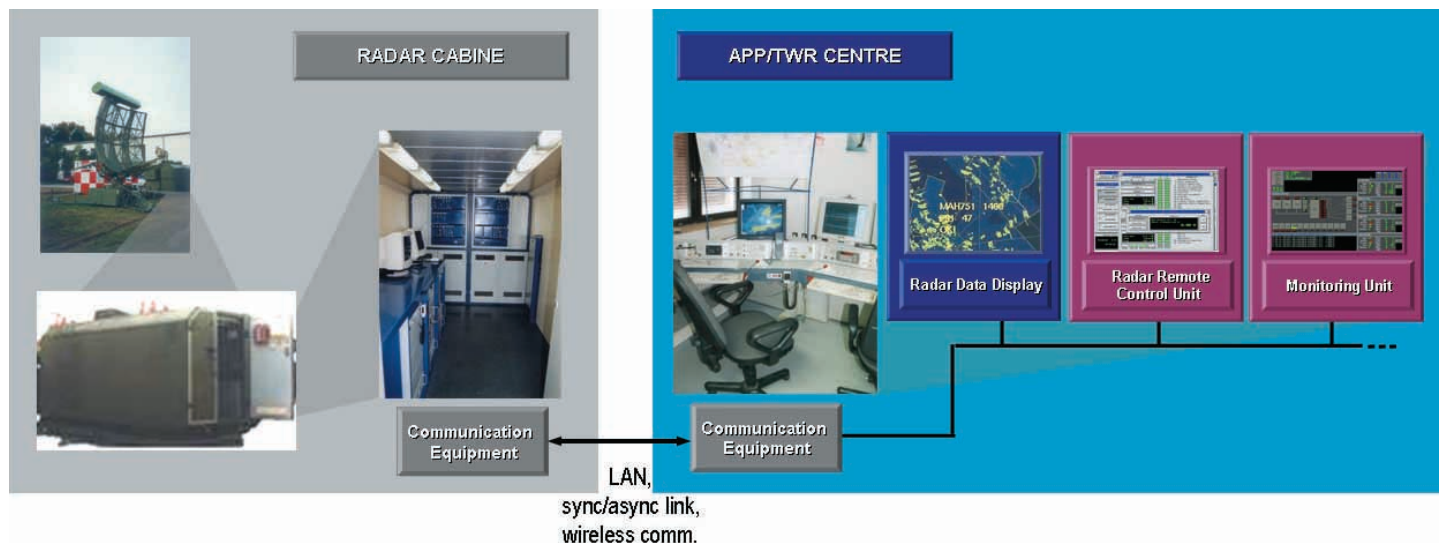 RADAR CABINE
APP/TWR CENTRE
MAH751 1400
47
Radar Data Display
Radar Remote
Control Unit
Monitoring Unit
Communication
Equipment
Communication
Equipment
LAN,
sync/async link,
wireless comm.